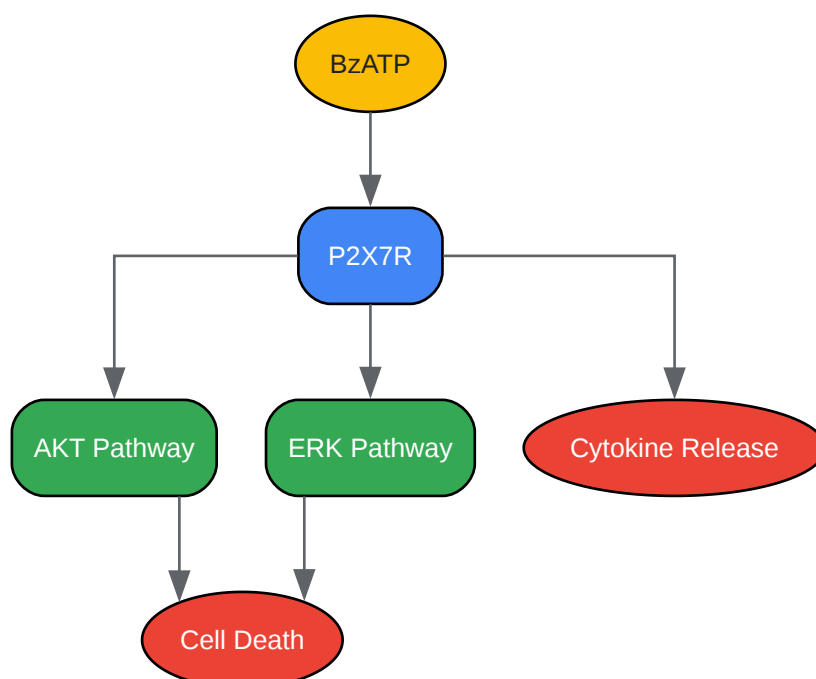 BzATP
P2X7R
AKT Pathway
ERK Pathway
Cytokine Release
Cell Death